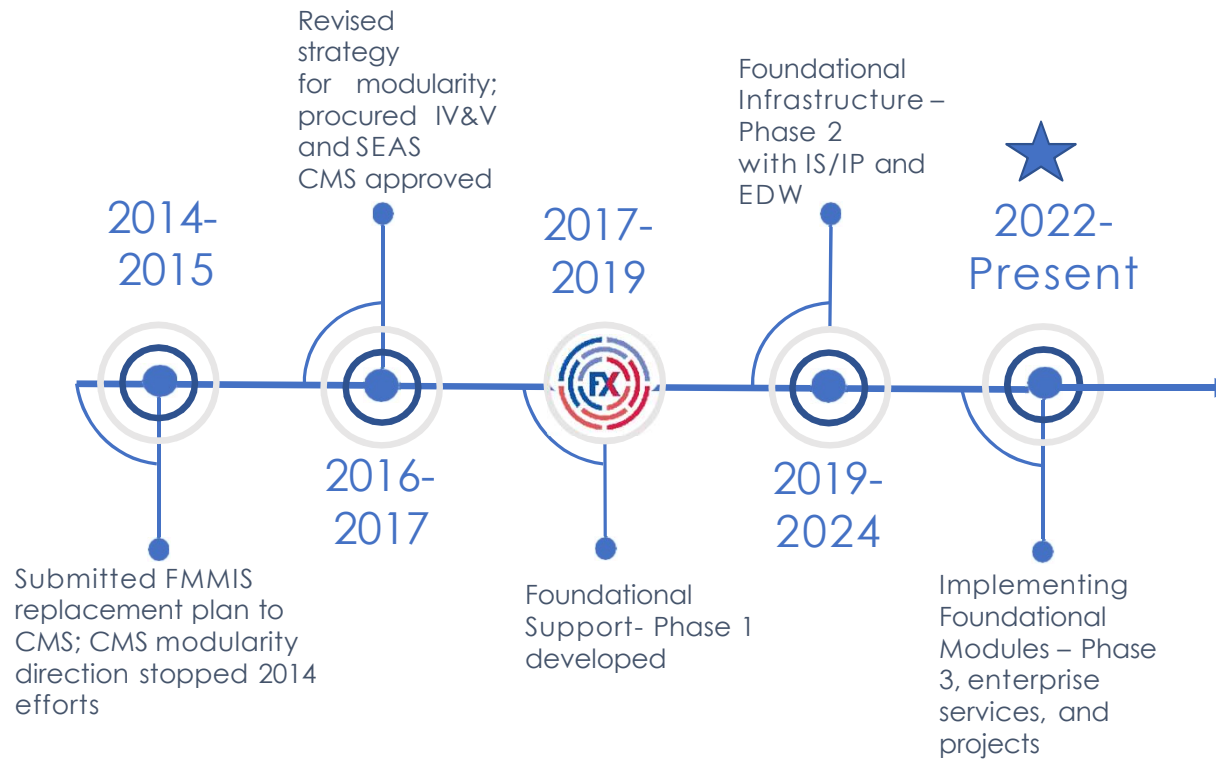 2014-
2015
Submitted FMMIS
replacement plan to
CMS; CMS modularity
direction stopped 2014
efforts
Revised
strategy
for modularity;
procured IV&V
and SEAS
CMS approved
2016-
2017
2017-
2019
FX
Foundational
Support- Phase 1
developed
Foundational
Infrastructure –
Phase 2
with IS/IP and
EDW
2019-
2024
2022-
Present
Implementing
Foundational
Modules – Phase
3, enterprise
services, and
projects